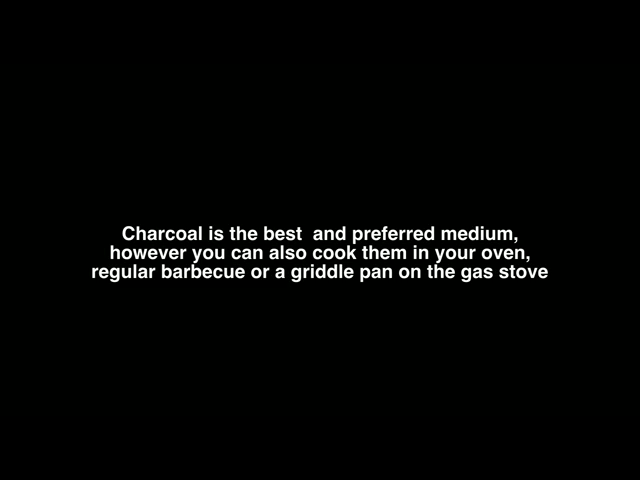 Charcoal is the best  and preferred medium,
however you can also cook them in your oven,
regular barbecue or a griddle pan on the gas stove